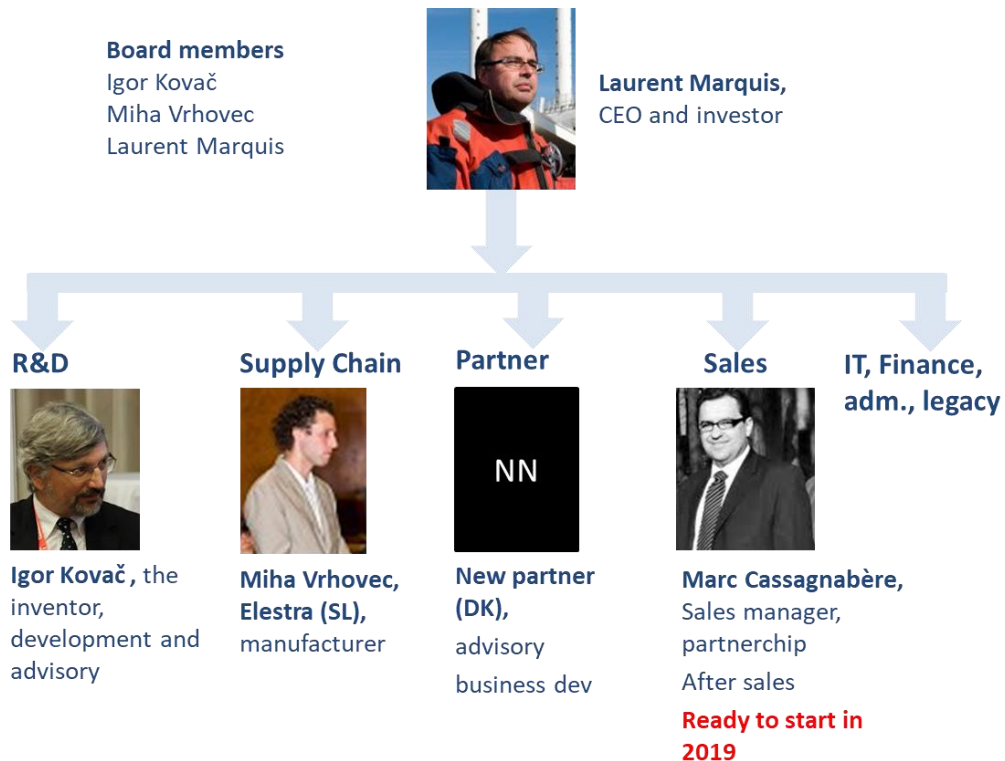 Board members
Igor Kovač
Miha Vrhovec
Laurent Marquis
Laurent Marquis,
CEO and investor
R&D
Igor Kovač , the
inventor,
development and
advisory
Supply Chain
Miha Vrhovec,
Elestra (SL),
manufacturer
Partner
NN
New partner
(DK),
advisory
business dev
Sales
Marc Cassagnabère,
Sales manager,
partnerchip
After sales
Ready to start in
2019
IT, Finance,
adm., legacy